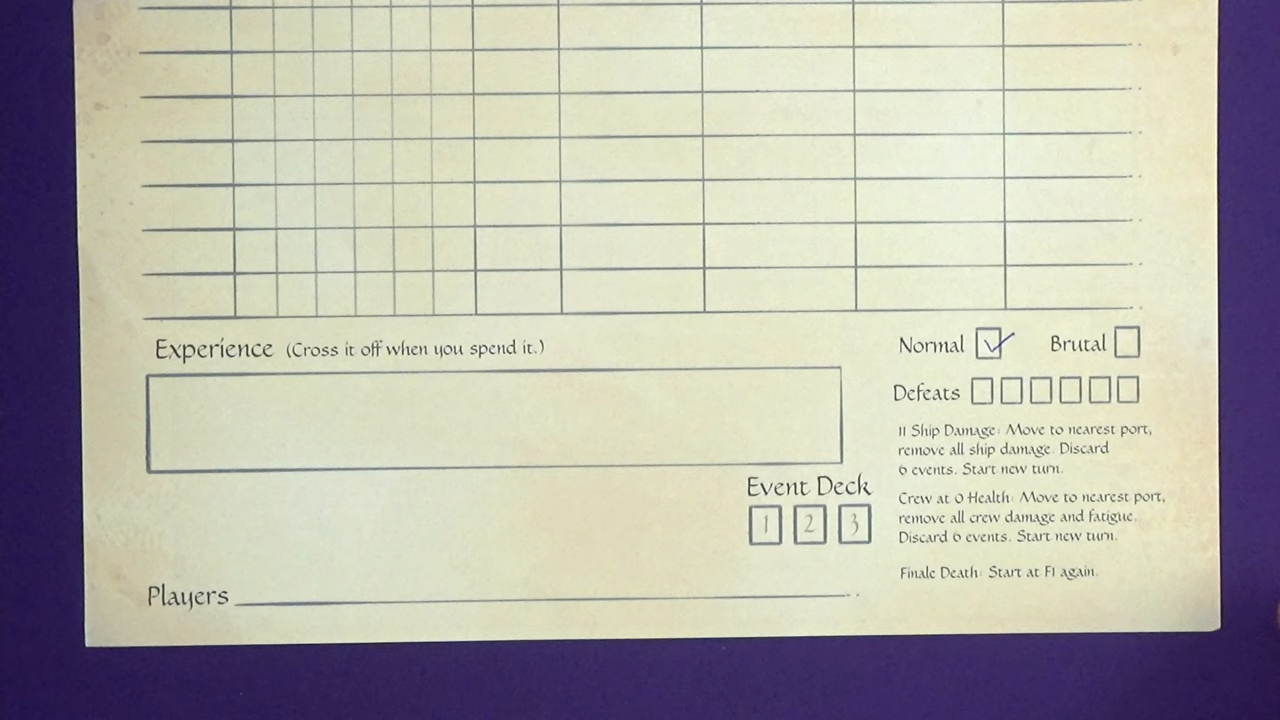 Experience (Cross it off when you spend it.)
Normal Brutal
Defeats
11 Ship Damage: Move to nearest port,
remove all ship damage. Discard
6 events. Start new turn.
Event Deck
1 2 3
Crew at 0 Health: Move to nearest port,
remove all crew damage and fatigue.
Discard 6 events. Start new turn.
Finale Death: Start at F1 again.
Players